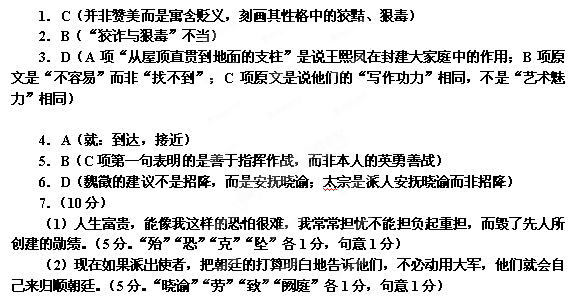 1．C（并非赞美而是寓含贬义，刻画其性格中的狡黠、狠毒）
2．B（“狡诈与狠毒”不当）
3．D（A 项“从屋顶直贯到地面的支柱”是说王熙凤在封建大家庭中的作用；B 项原
文是“不容易”而非“找不到”；C 项原文是说他们的“写作功力”相同，不是“艺术魅
力”相同）
4．A（就：到达，接近）
5．B（C 项第一句表明的是善于指挥作战，而非本人的英勇善战）
6．D（魏徵的建议不是招降，而是安抚晓谕；太宗是派人安抚晓谕而非招降）
7．（10 分）
（1）人生富贵，能像我这样的恐怕很难，我常常担忧不能担负起重担，而毁了先人所
创建的勋绩。（5 分。“殆”“恐”“克”“坠”各 1 分，句意 1 分）
（2）现在如果派出使者，把朝廷的打算明白地告诉他们，不必动用大军，他们就会自
己来归顺朝廷。（5 分。“晓谕”“劳”“致”“阙庭”各 1 分，句意 1 分）